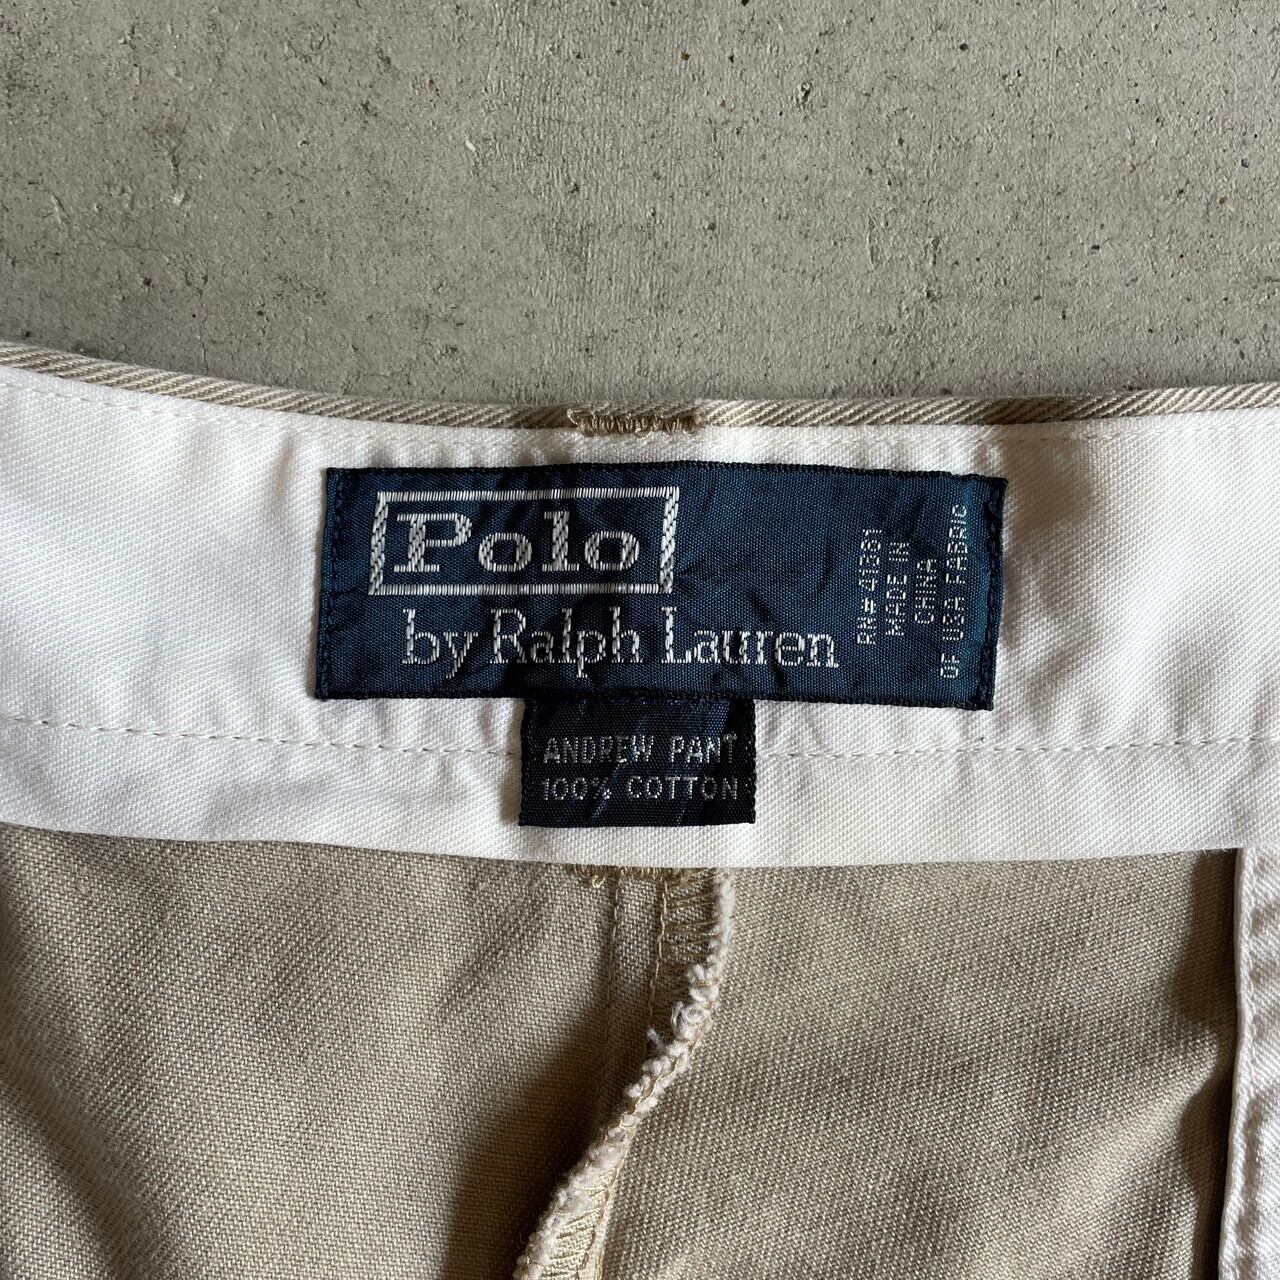 Polo
by Ralph Lauren
RN# 41381
MADE IN
CHINA
OF USA FABRIC
ANDREW PANT
100% COTTON